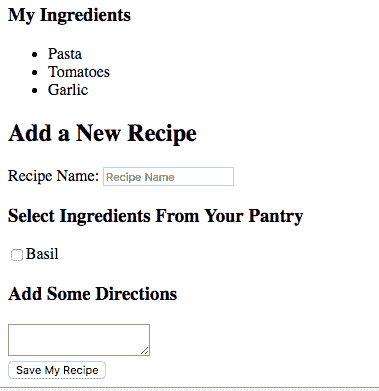 My Ingredients
Pasta
Tomatoes
Garlic
Add a New Recipe
Recipe Name: Recipe Name
Select Ingredients From Your Pantry
Basil
Add Some Directions
Save My Recipe